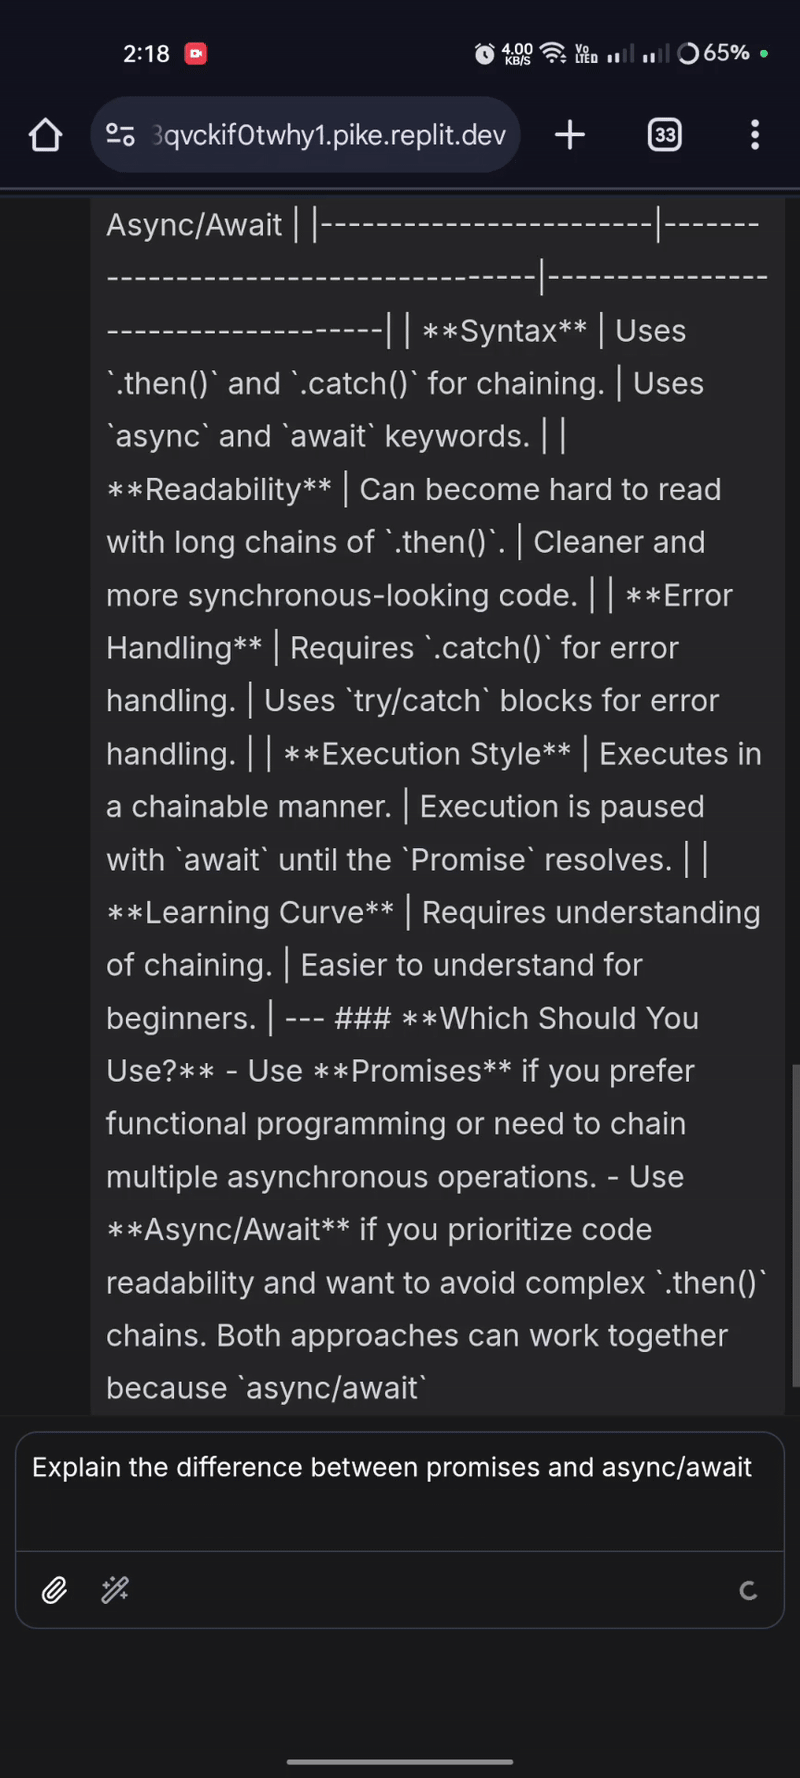 2:18 4.00 KB/S Vo LTED 65%
3qvckif0twhy1.pike.replit.dev 33
Async/Await | |------------------------|-------
-------------------------------|----------------
--------------------| | **Syntax** | Uses
`.then()` and `.catch()` for chaining. | Uses
`async` and `await` keywords. | |
**Readability** | Can become hard to read
with long chains of `.then()`. | Cleaner and
more synchronous-looking code. | | **Error
Handling** | Requires `.catch()` for error
handling. | Uses `try/catch` blocks for error
handling. | | **Execution Style** | Executes in
a chainable manner. | Execution is paused
with `await` until the `Promise` resolves. | |
**Learning Curve** | Requires understanding
of chaining. | Easier to understand for
beginners. | --- ### **Which Should You
Use?** - Use **Promises** if you prefer
functional programming or need to chain
multiple asynchronous operations. - Use
**Async/Await** if you prioritize code
readability and want to avoid complex `.then()`
chains. Both approaches can work together
because `async/await`
Explain the difference between promises and async/await